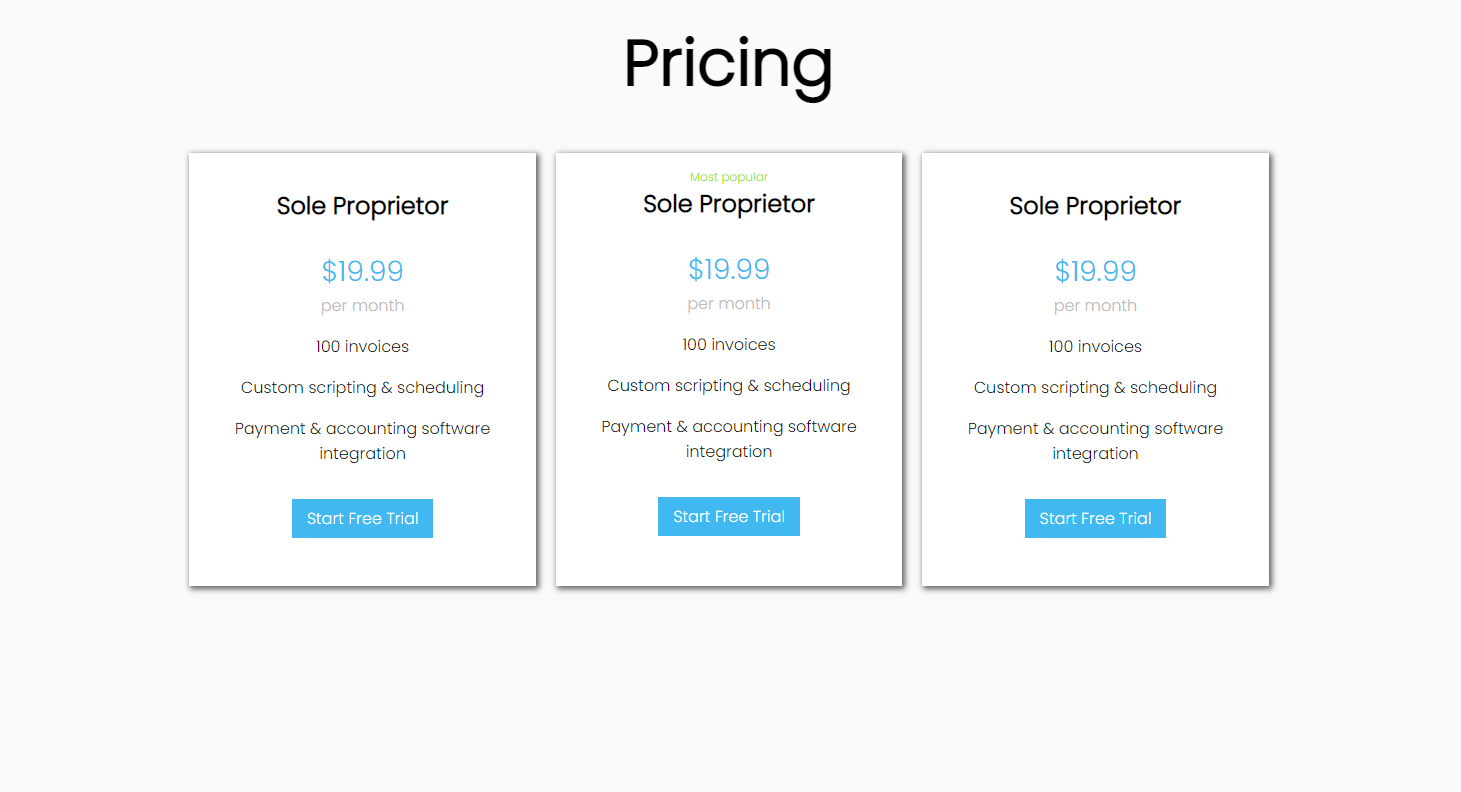 Pricing
Sole Proprietor
$19.99
per month
100 invoices
Custom scripting & scheduling
Payment & accounting software
integration
Start Free Trial
Most popular
Sole Proprietor
$19.99
per month
100 invoices
Custom scripting & scheduling
Payment & accounting software
integration
Start Free Trial
Sole Proprietor
$19.99
per month
100 invoices
Custom scripting & scheduling
Payment & accounting software
integration
Start Free Trial